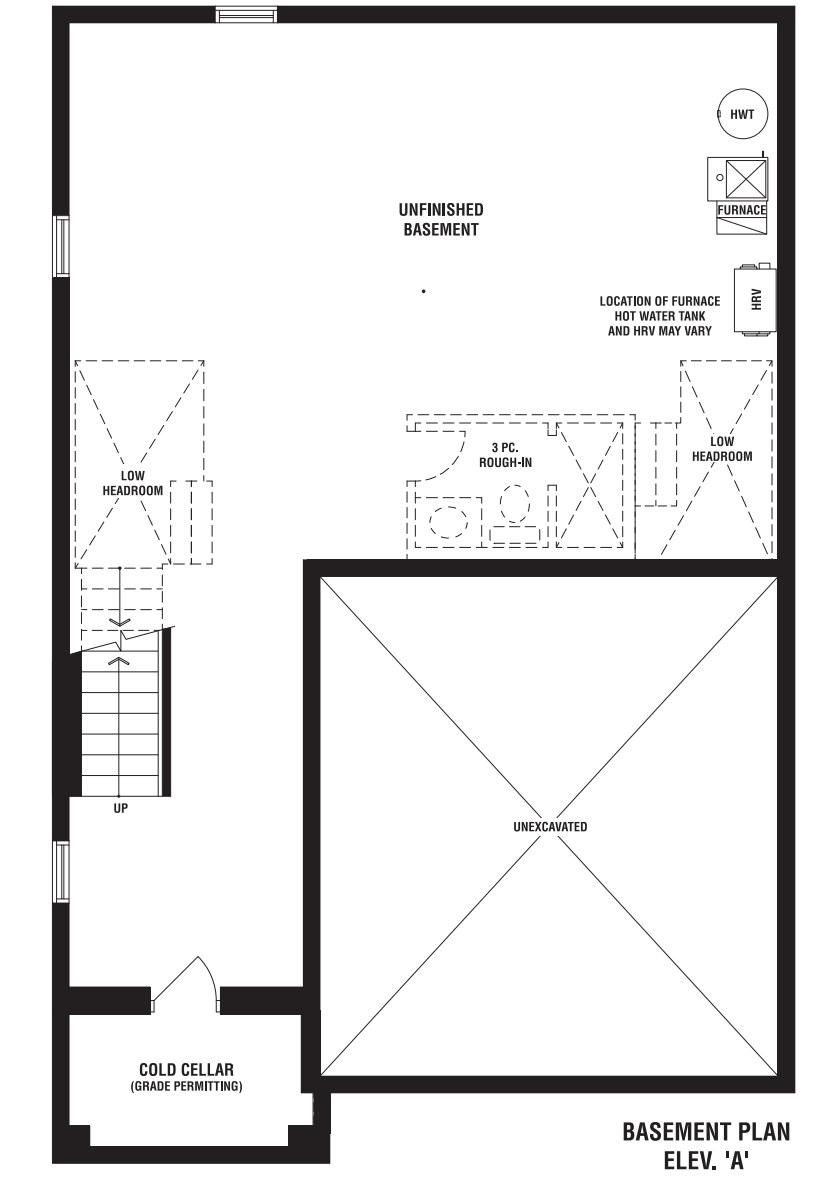 HWT
FURNACE
UNFINISHED
BASEMENT
HRV
LOCATION OF FURNACE
HOT WATER TANK
AND HRV MAY VARY
3 PC.
ROUGH-IN
LOW
HEADROOM
LOW
HEADROOM
UP
UNEXCAVATED
COLD CELLAR
(GRADE PERMITTING)
BASEMENT PLAN
ELEV. 'A'